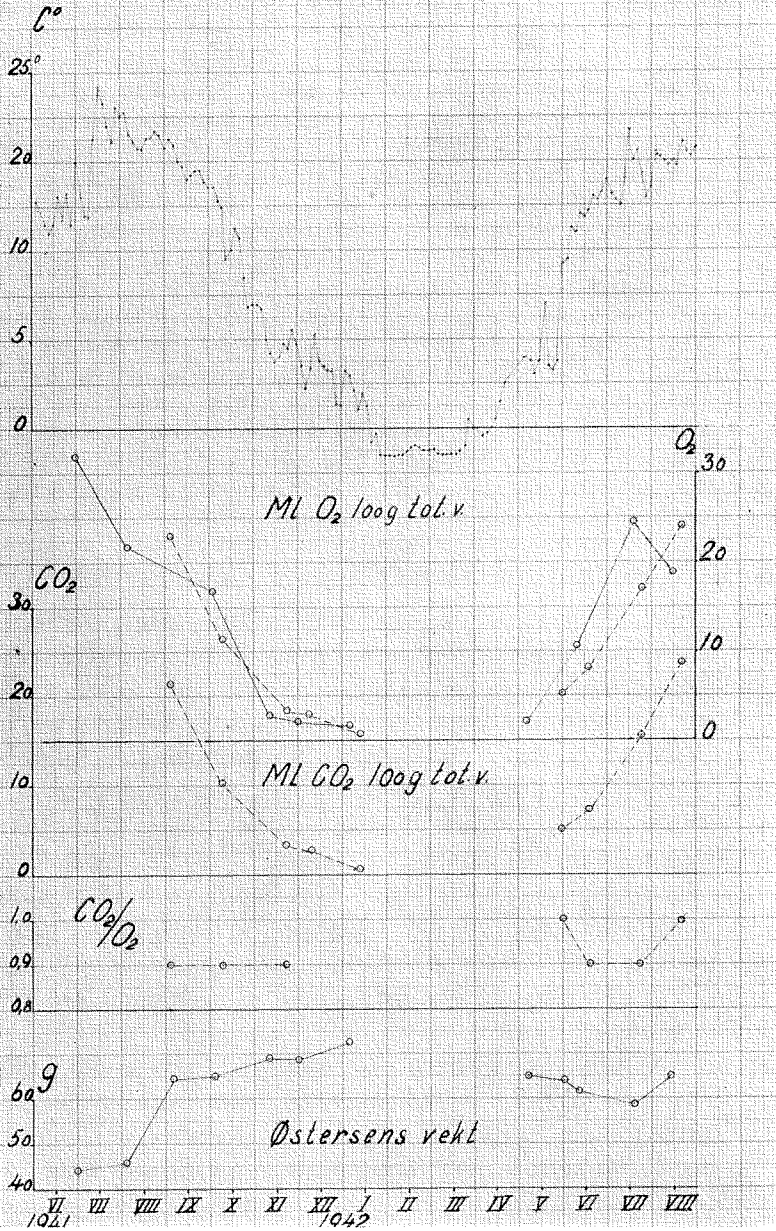 C°
25°
20
10
5
0
O₂
30
Ml O₂ 100g tot. v.
CO₂
20
30
10
20
0
Ml CO₂ 100g tot. v.
10
0
CO₂/O₂
1.0
0,9
0,8
g
60
50
Østersens vekt
40
VI VII VIII IX X XI XII I II III IV V VI VII VIII
1941 1942